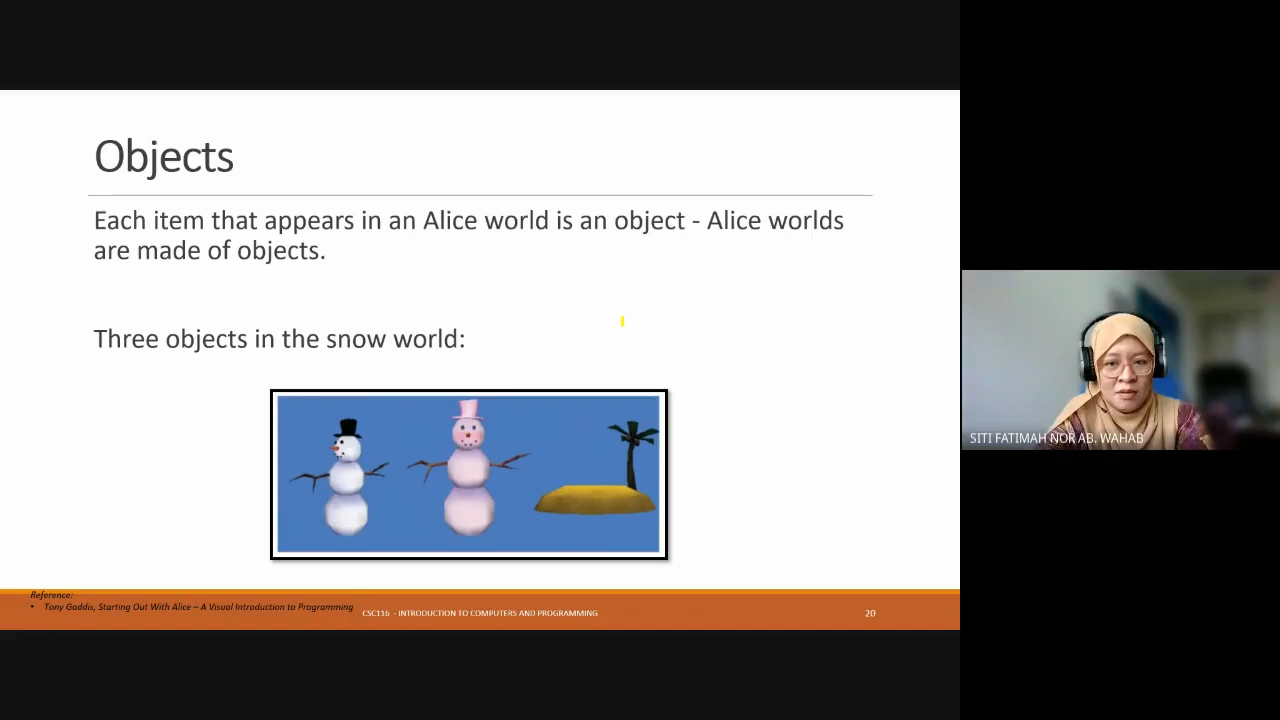 Objects
Each item that appears in an Alice world is an object - Alice worlds
are made of objects.
Three objects in the snow world:
Reference:
• Tony Gaddis, Starting Out With Alice – A Visual Introduction to Programming
CSC116 - INTRODUCTION TO COMPUTERS AND PROGRAMMING
20
SITI FATIMAH NOR AB. WAHAB